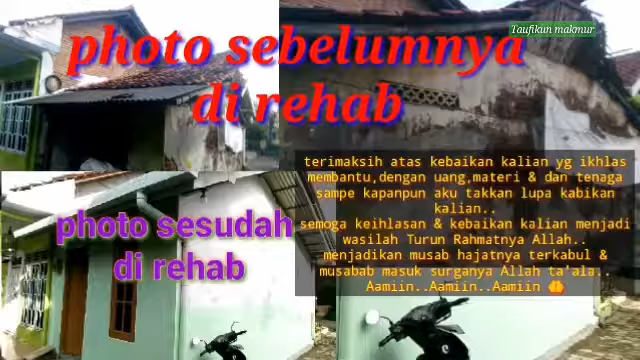 Taufikun makmur
photo sebelumnya
di rehab
terimaksih atas kebaikan kalian yg ikhlas
membantu,dengan uang,materi & dan tenaga
sampe kapanpun aku takkan lupa kabikan
kalian..
semoga keihlasan & kebaikan kalian menjadi
wasilah Turun Rahmatnya Allah..
menjadikan musab hajatnya terkabul &
musabab masuk surganya Allah ta'ala..
Aamiin..Aamiin..Aamiin 🤲
photo sesudah
di rehab